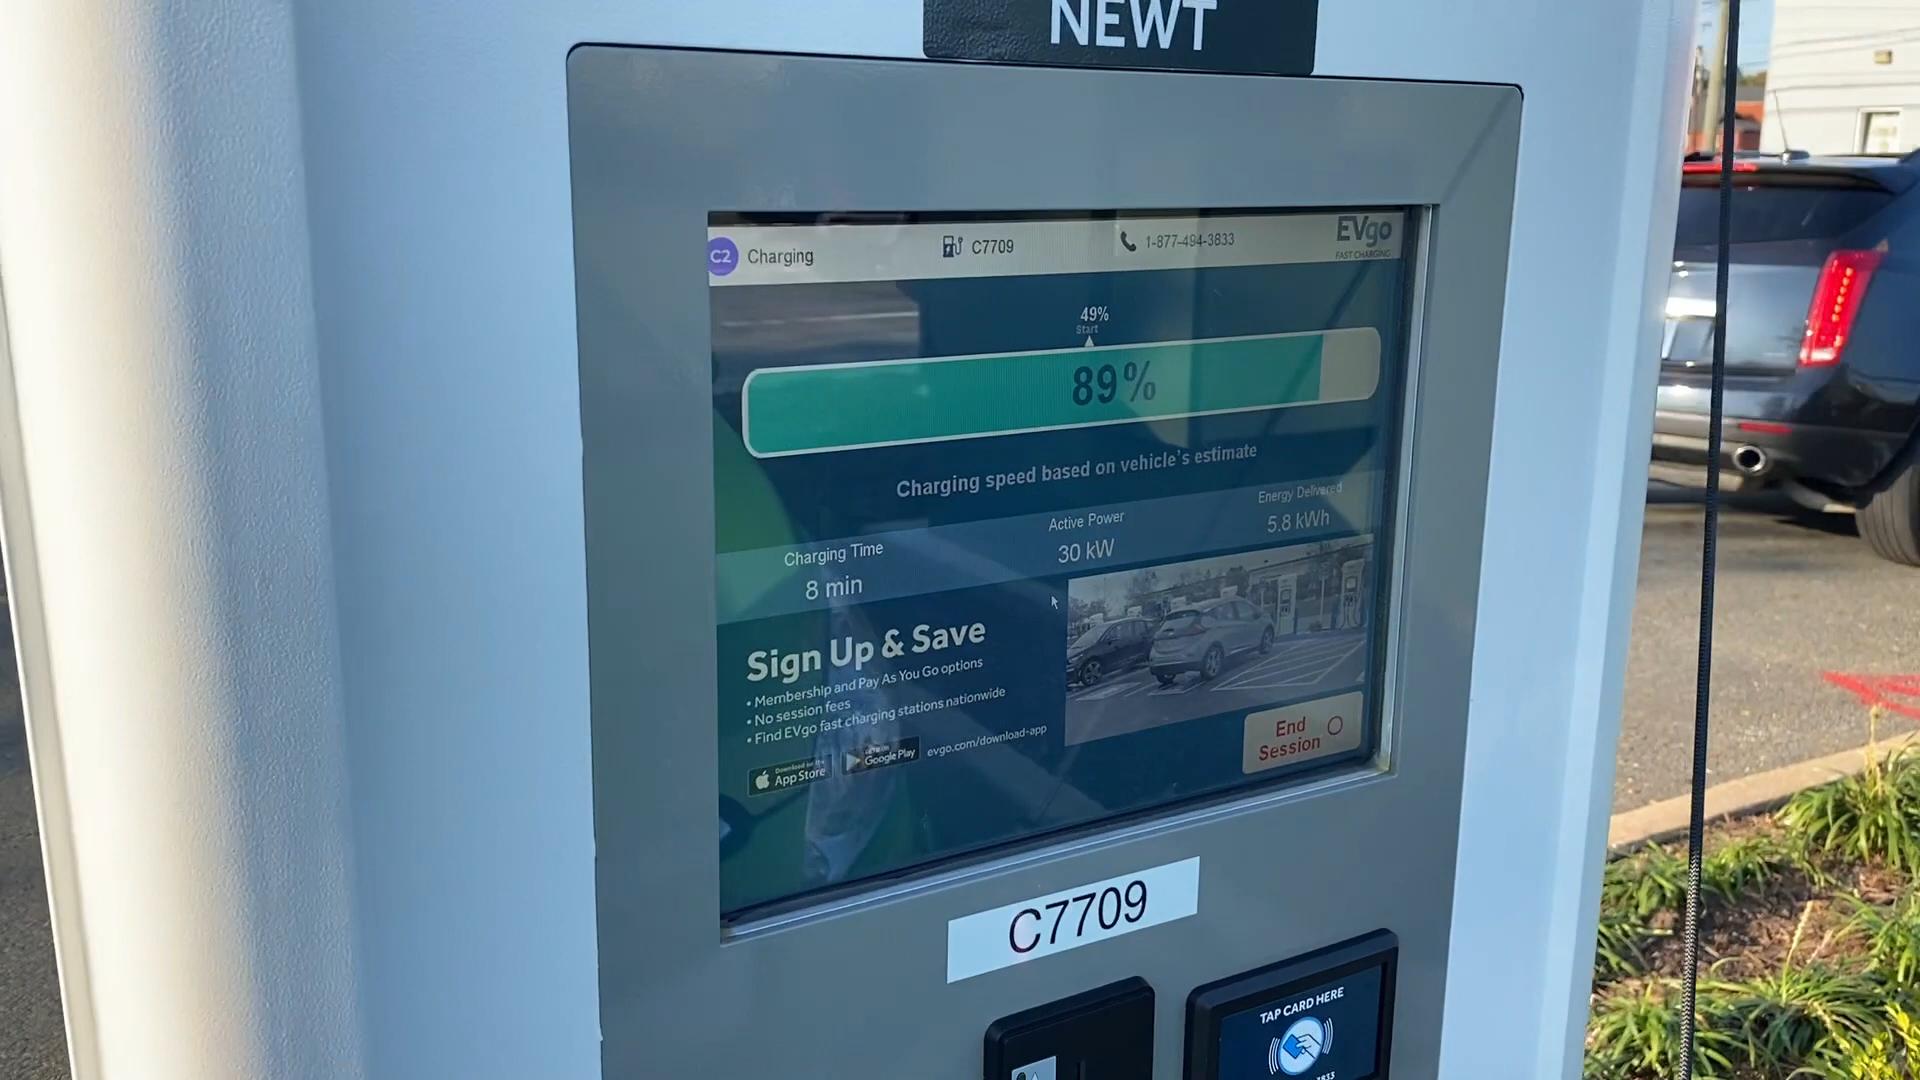 NEWT
C2 Charging
C7709
1-877-494-3833
EVgo
FAST CHARGING
49%
Start
89%
Charging speed based on vehicle's estimate
Charging Time
8 min
Active Power
30 kW
Energy Delivered
5.8 kWh
Sign Up & Save
• Membership and Pay As You Go options
• No session fees
• Find EVgo fast charging stations nationwide
Download on the
App Store
Google Play
evgo.com/download-app
End
Session
C7709
TAP CARD HERE